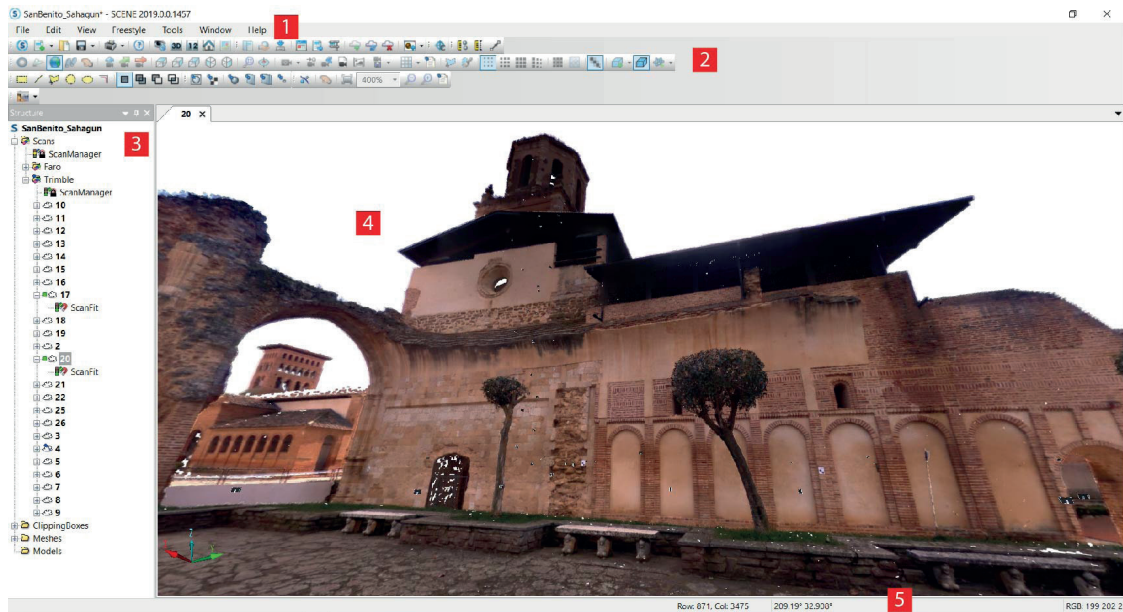 SanBenito_Sahagun* - SCENE 2019.0.0.1457
File Edit View Freestyle Tools Window Help
1
3D 12
2
400%
Structure
20
SanBenito_Sahagun
3
Scans
ScanManager
Faro
Trimble
ScanManager
10
11
12
13
14
15
16
17
ScanFit
18
19
2
20
ScanFit
21
22
25
26
3
4
5
6
7
8
9
ClippingBoxes
Meshes
Models
4
Row: 871, Col: 3475
209.19° 32.908°
5
RGB: 199 202 2